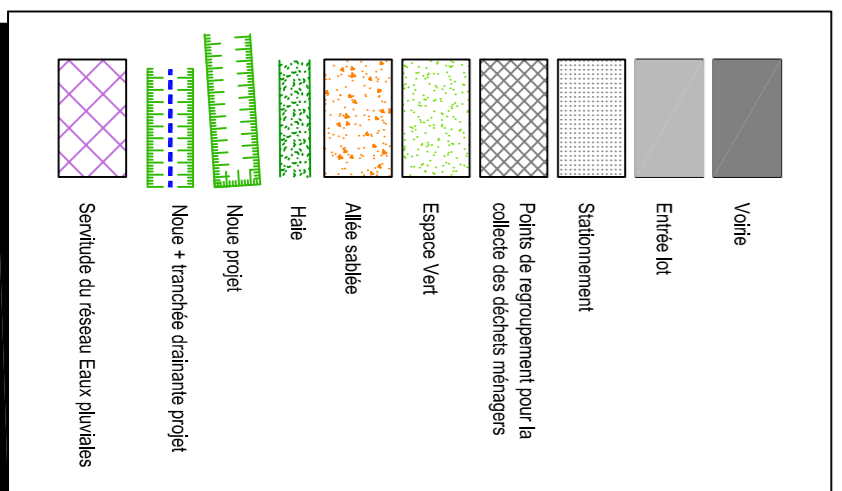 Voirie
Entrée lot
Stationnement
Points de regroupement pour la
collecte des déchets ménagers
Espace Vert
Allée sablée
Haie
Noue projet
Noue + tranchée drainante projet
Servitude du réseau Eaux pluviales